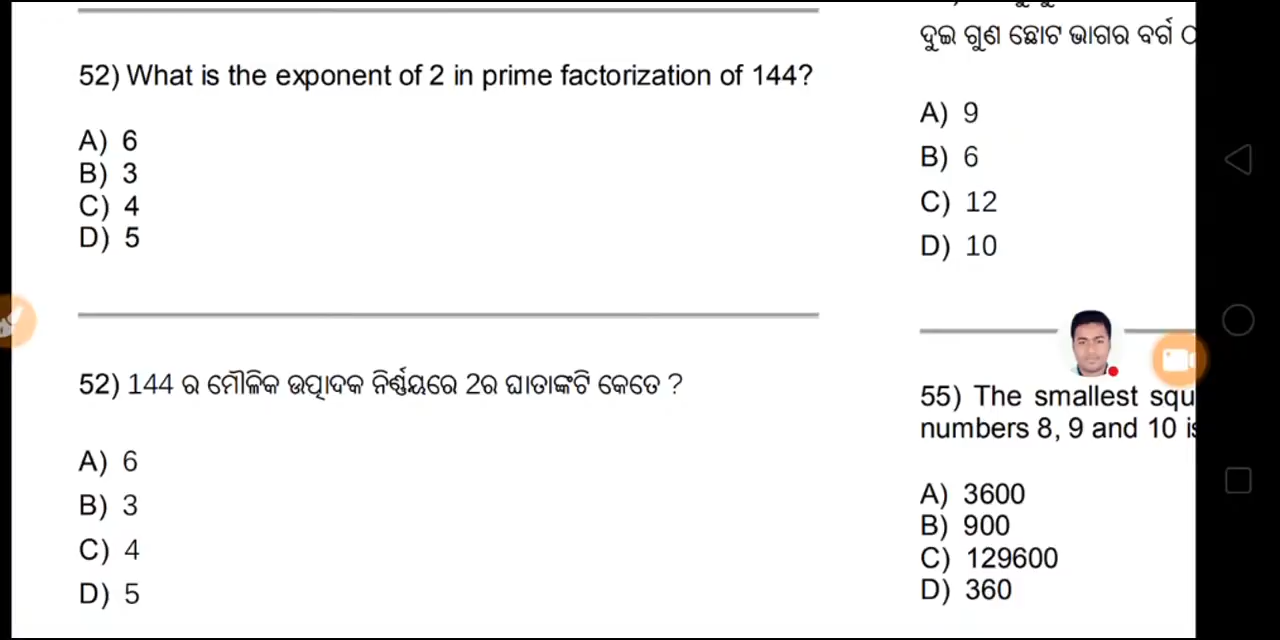 52) What is the exponent of 2 in prime factorization of 144?
A) 6
B) 3
C) 4
D) 5
52) 144 ର ମୌଳିକ ଉତ୍ପାଦକ ନିର୍ଣ୍ଣୟରେ 2ର ଘାତାଙ୍କଟି କେତେ ?
A) 6
B) 3
C) 4
D) 5
ଦୁଇ ଗୁଣ ଛୋଟ ଭାଗର ବର୍ଗ ଠ
A) 9
B) 6
C) 12
D) 10
55) The smallest squ
numbers 8, 9 and 10 is
A) 3600
B) 900
C) 129600
D) 360